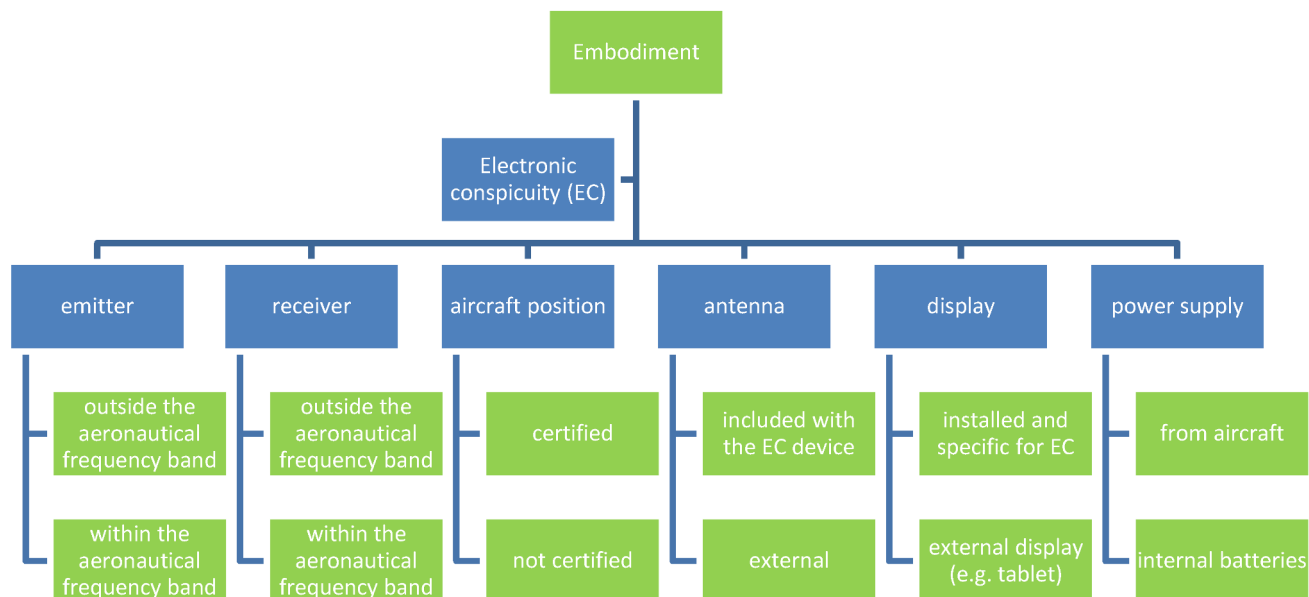 Embodiment
Electronic
conspicuity (EC)
emitter
receiver
aircraft position
antenna
display
power supply
outside the
aeronautical
frequency band
outside the
aeronautical
frequency band
certified
included with
the EC device
installed and
specific for EC
from aircraft
within the
aeronautical
frequency band
within the
aeronautical
frequency band
not certified
external
external display
(e.g. tablet)
internal batteries